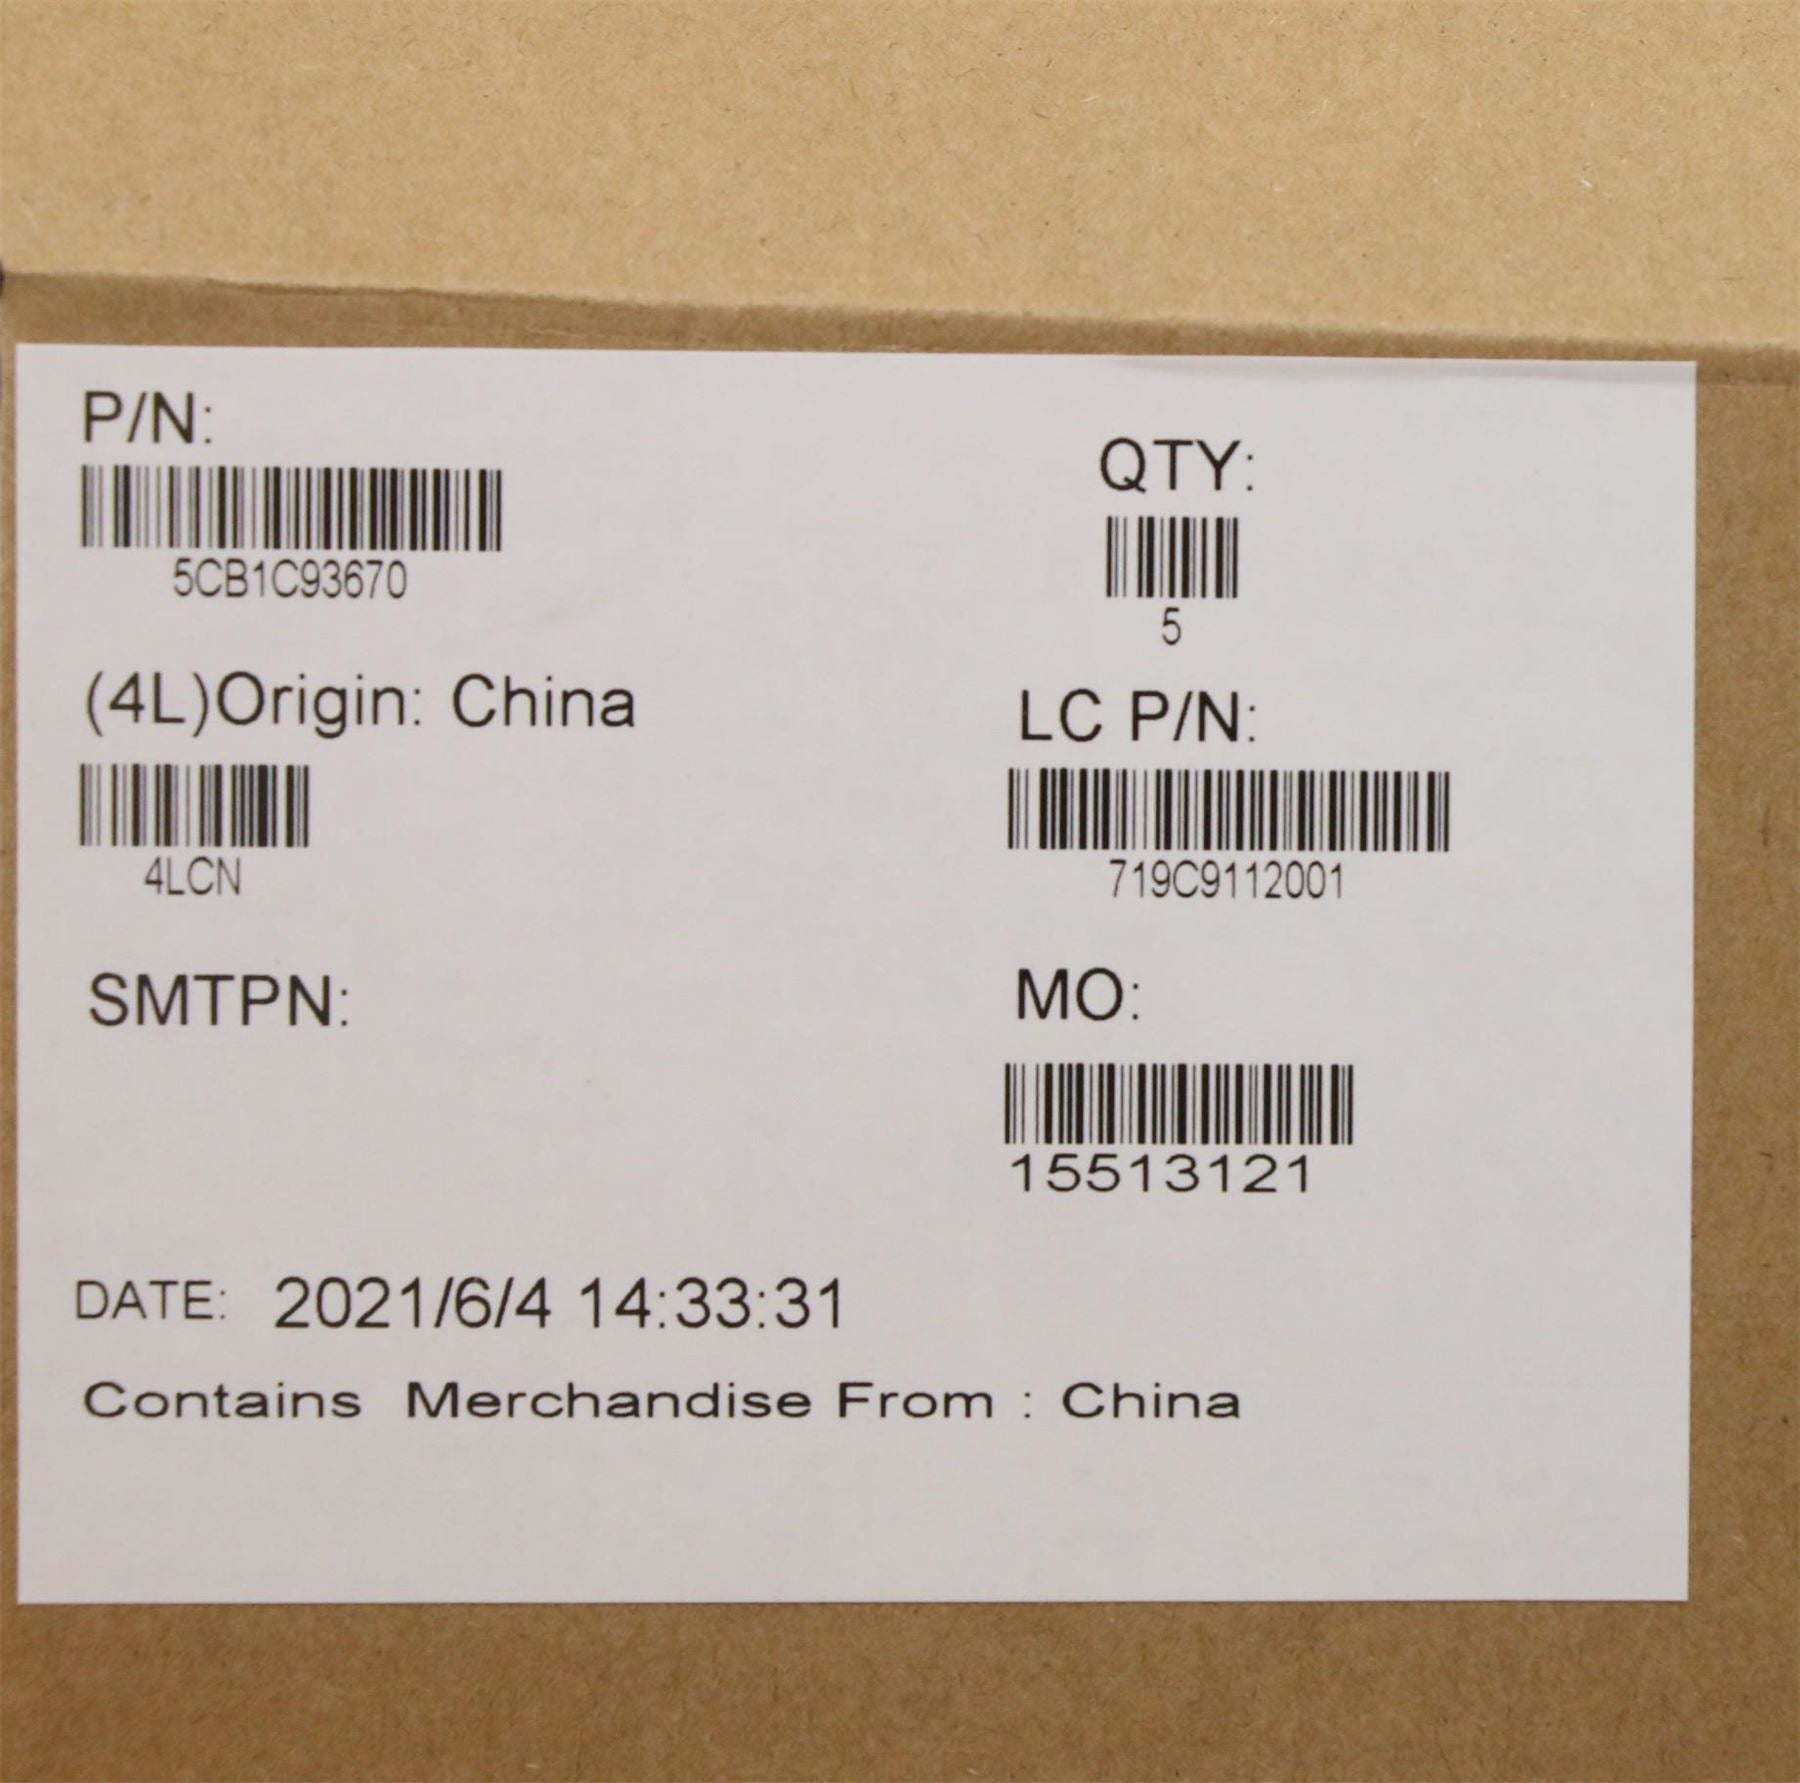 P/N:
5CB1C93670
QTY:
5
(4L)Origin: China
4LCN
LC P/N:
719C9112001
SMTPN:
MO:
15513121
DATE: 2021/6/4 14:33:31
Contains Merchandise From : China